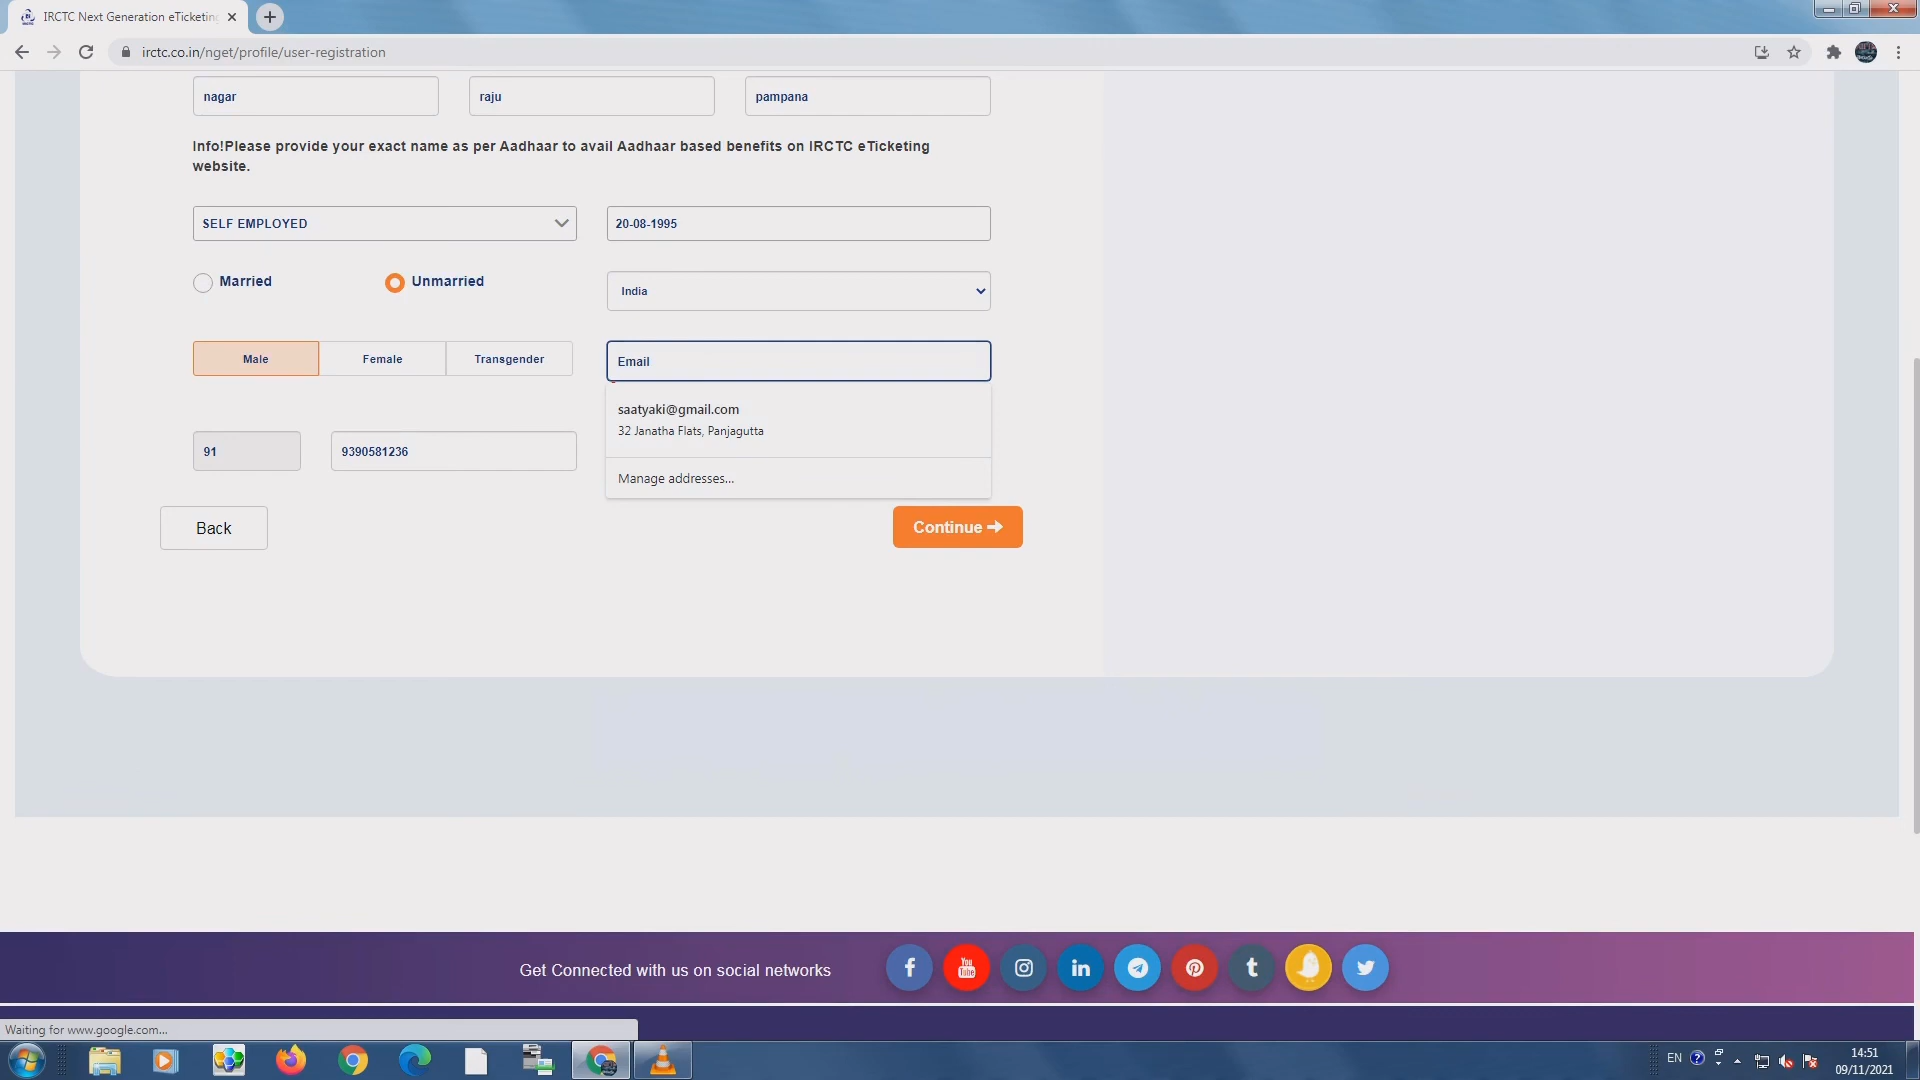 IRCTC Next Generation eTicketing
irctc.co.in/nget/profile/user-registration
nagar
raju
pampana
Info!Please provide your exact name as per Aadhaar to avail Aadhaar based benefits on IRCTC eTicketing
website.
SELF EMPLOYED
20-08-1995
Married
Unmarried
India
Male
Female
Transgender
Email
saatyaki@gmail.com
32 Janatha Flats, Panjagutta
91
9390581236
Manage addresses...
Back
Continue
Get Connected with us on social networks
You
Tube
Waiting for www.google.com...
EN
14:51
09/11/2021